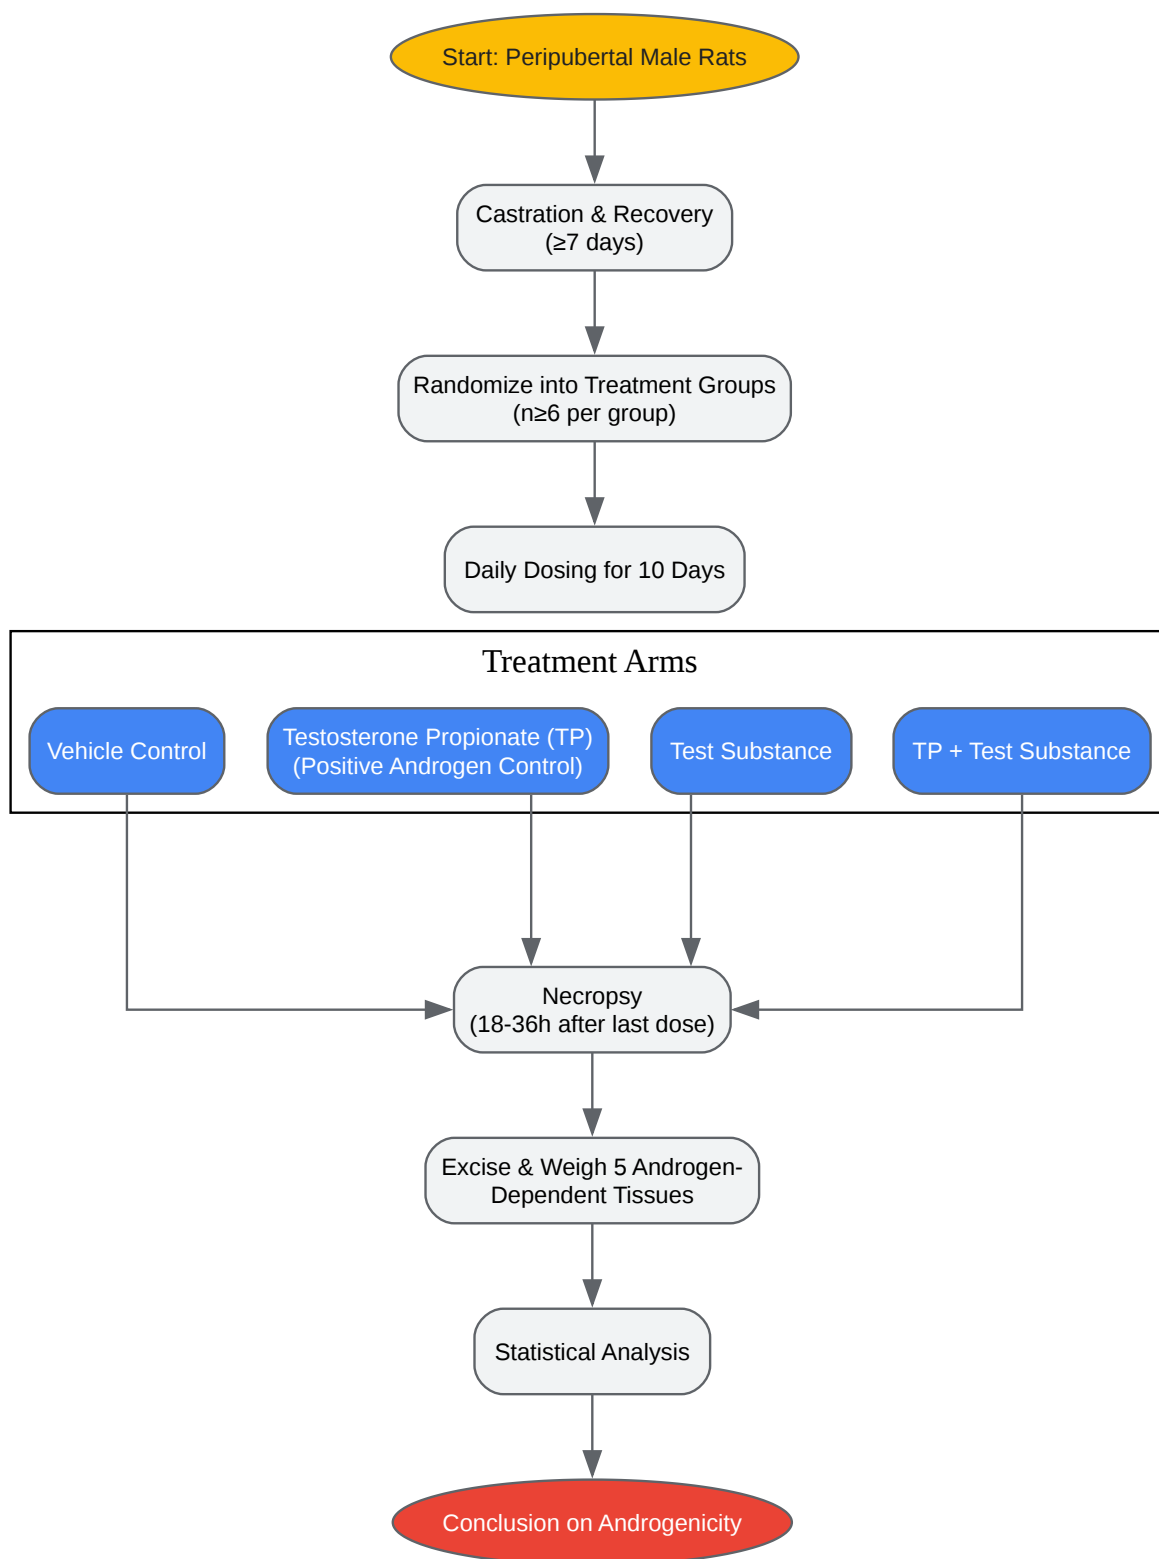 Start: Peripubertal Male Rats
Castration & Recovery
(≥7 days)
Randomize into Treatment Groups
(n≥6 per group)
Daily Dosing for 10 Days
Treatment Arms
Vehicle Control
Testosterone Propionate (TP)
(Positive Androgen Control)
Test Substance
TP + Test Substance
Necropsy
(18-36h after last dose)
Excise & Weigh 5 Androgen-
Dependent Tissues
Statistical Analysis
Conclusion on Androgenicity